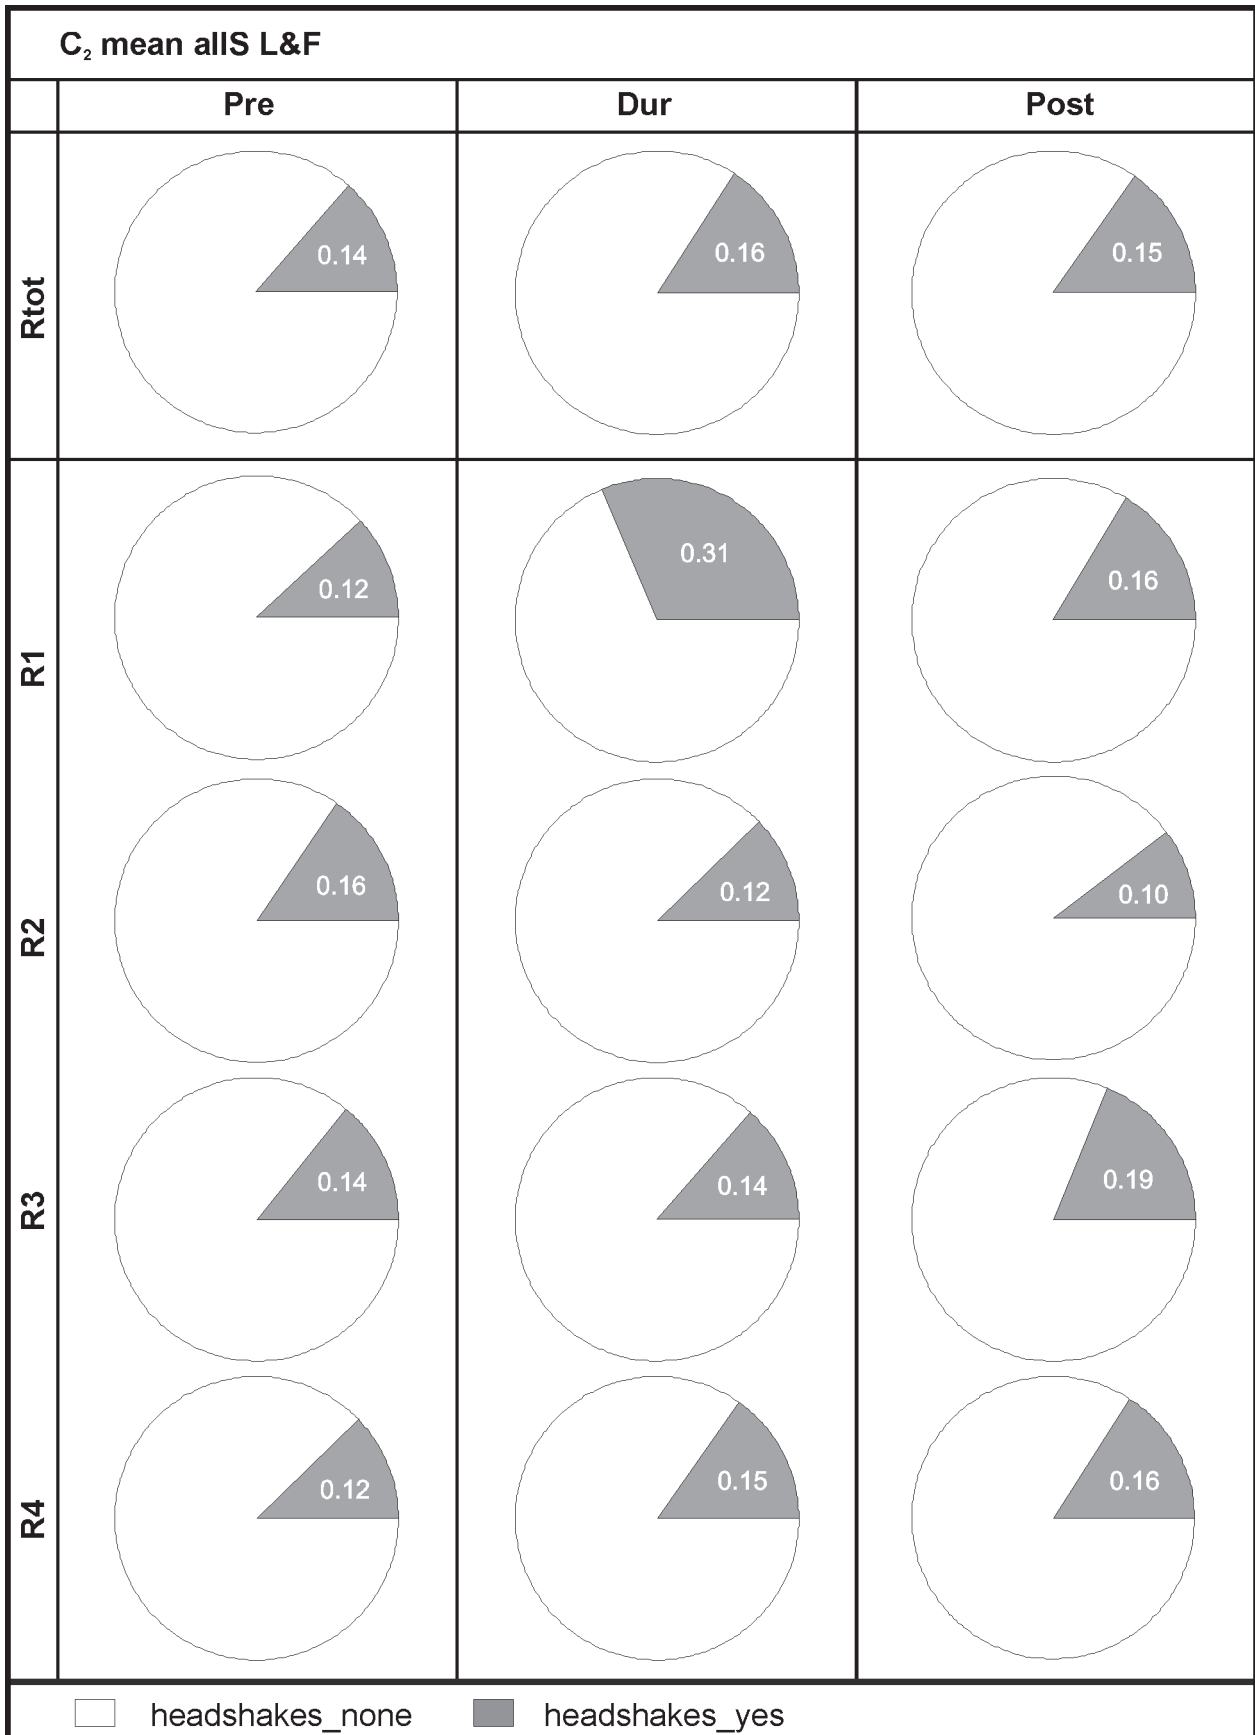 C₂ mean allS L&F
Pre Dur Post
Rtot 0.14 0.16 0.15
R1 0.12 0.31 0.16
R2 0.16 0.12 0.10
R3 0.14 0.14 0.19
R4 0.12 0.15 0.16
headshakes_none headshakes_yes